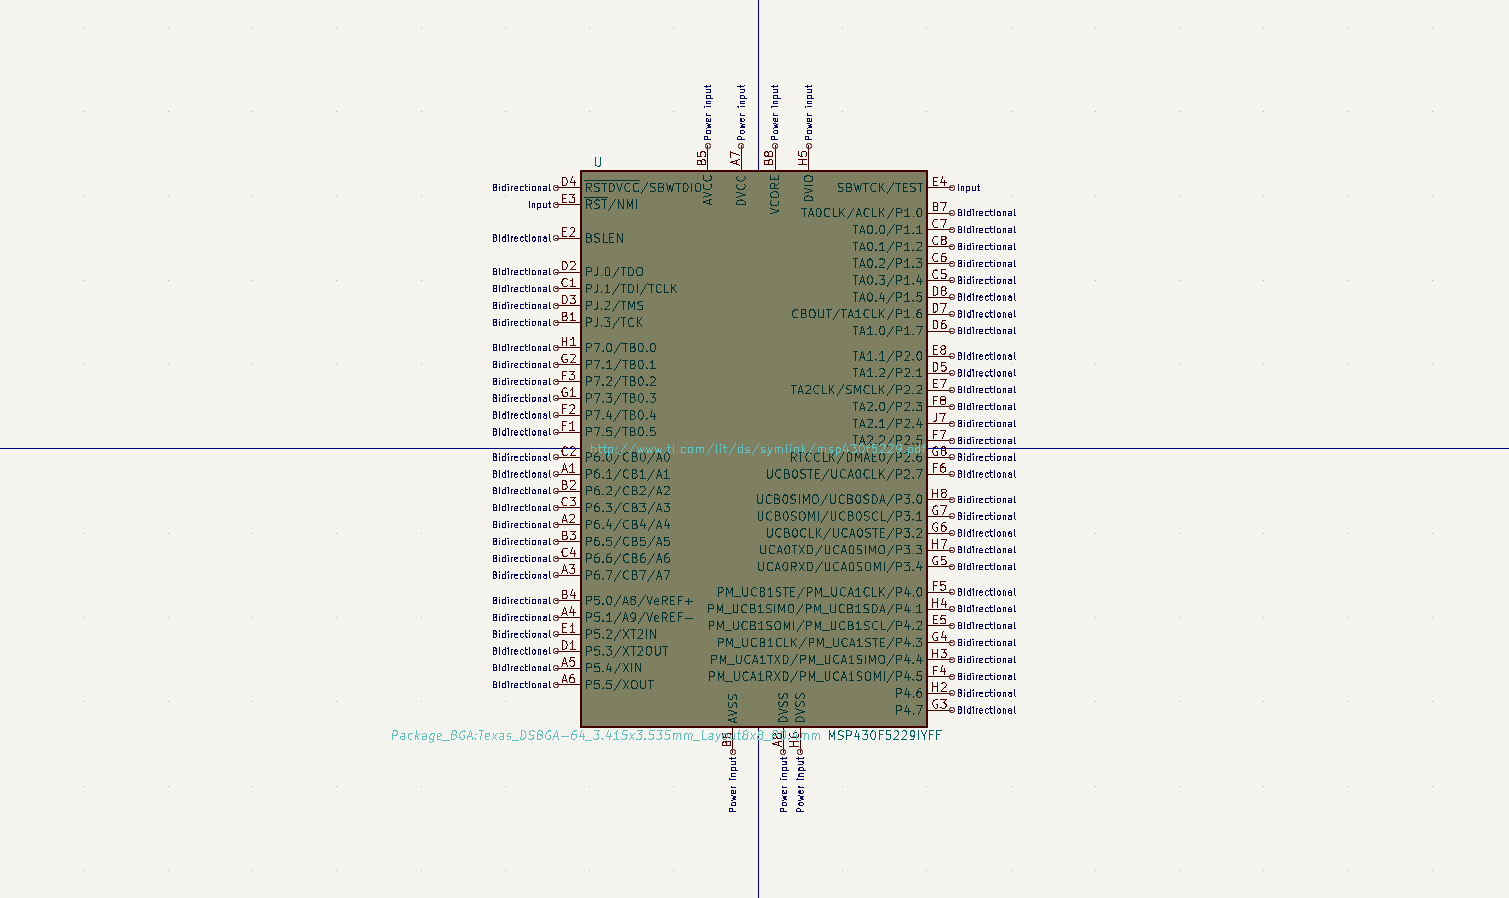 Power input Power input Power input Power input
B5 A7 B8 H5
U
AVCC DVCC VCORE DVIO
Bidirectional D4 RSTDVCC/SBWTDIO
Input E3 RST/NMI
Bidirectional E2 BSLEN
Bidirectional D2 PJ.0/TDO
Bidirectional C1 PJ.1/TDI/TCLK
Bidirectional D3 PJ.2/TMS
Bidirectional B1 PJ.3/TCK
Bidirectional H1 P7.0/TB0.0
Bidirectional G2 P7.1/TB0.1
Bidirectional F3 P7.2/TB0.2
Bidirectional G1 P7.3/TB0.3
Bidirectional F2 P7.4/TB0.4
Bidirectional F1 P7.5/TB0.5
http://www.ti.com/lit/ds/symlink/msp430f5229.pdf
Bidirectional C2 P6.0/CB0/A0
Bidirectional A1 P6.1/CB1/A1
Bidirectional B2 P6.2/CB2/A2
Bidirectional C3 P6.3/CB3/A3
Bidirectional A2 P6.4/CB4/A4
Bidirectional B3 P6.5/CB5/A5
Bidirectional C4 P6.6/CB6/A6
Bidirectional A3 P6.7/CB7/A7
Bidirectional B4 P5.0/A8/VeREF+
Bidirectional A4 P5.1/A9/VeREF-
Bidirectional E1 P5.2/XT2IN
Bidirectional D1 P5.3/XT2OUT
Bidirectional A5 P5.4/XIN
Bidirectional A6 P5.5/XOUT
SBWTCK/TEST E4 Input
TA0CLK/ACLK/P1.0 B7 Bidirectional
TA0.0/P1.1 C7 Bidirectional
TA0.1/P1.2 C8 Bidirectional
TA0.2/P1.3 C6 Bidirectional
TA0.3/P1.4 C5 Bidirectional
TA0.4/P1.5 D8 Bidirectional
CBOUT/TA1CLK/P1.6 D7 Bidirectional
TA1.0/P1.7 D6 Bidirectional
TA1.1/P2.0 E8 Bidirectional
TA1.2/P2.1 D5 Bidirectional
TA2CLK/SMCLK/P2.2 E7 Bidirectional
TA2.0/P2.3 F8 Bidirectional
TA2.1/P2.4 J7 Bidirectional
TA2.2/P2.5 F7 Bidirectional
RTCCLK/DMAE0/P2.6 G8 Bidirectional
UCB0STE/UCA0CLK/P2.7 F6 Bidirectional
UCB0SIMO/UCB0SDA/P3.0 H8 Bidirectional
UCB0SOMI/UCB0SCL/P3.1 G7 Bidirectional
UCB0CLK/UCA0STE/P3.2 G6 Bidirectional
UCA0TXD/UCA0SIMO/P3.3 H7 Bidirectional
UCA0RXD/UCA0SOMI/P3.4 G5 Bidirectional
PM_UCB1STE/PM_UCA1CLK/P4.0 F5 Bidirectional
PM_UCB1SIMO/PM_UCB1SDA/P4.1 H4 Bidirectional
PM_UCB1SOMI/PM_UCB1SCL/P4.2 E5 Bidirectional
PM_UCB1CLK/PM_UCA1STE/P4.3 G4 Bidirectional
PM_UCA1TXD/PM_UCA1SIMO/P4.4 H3 Bidirectional
PM_UCA1RXD/PM_UCA1SOMI/P4.5 F4 Bidirectional
P4.6 H2 Bidirectional
P4.7 G3 Bidirectional
AVSS DVSS DVSS
MSP430F5229IYFF
Power input Power input Power input